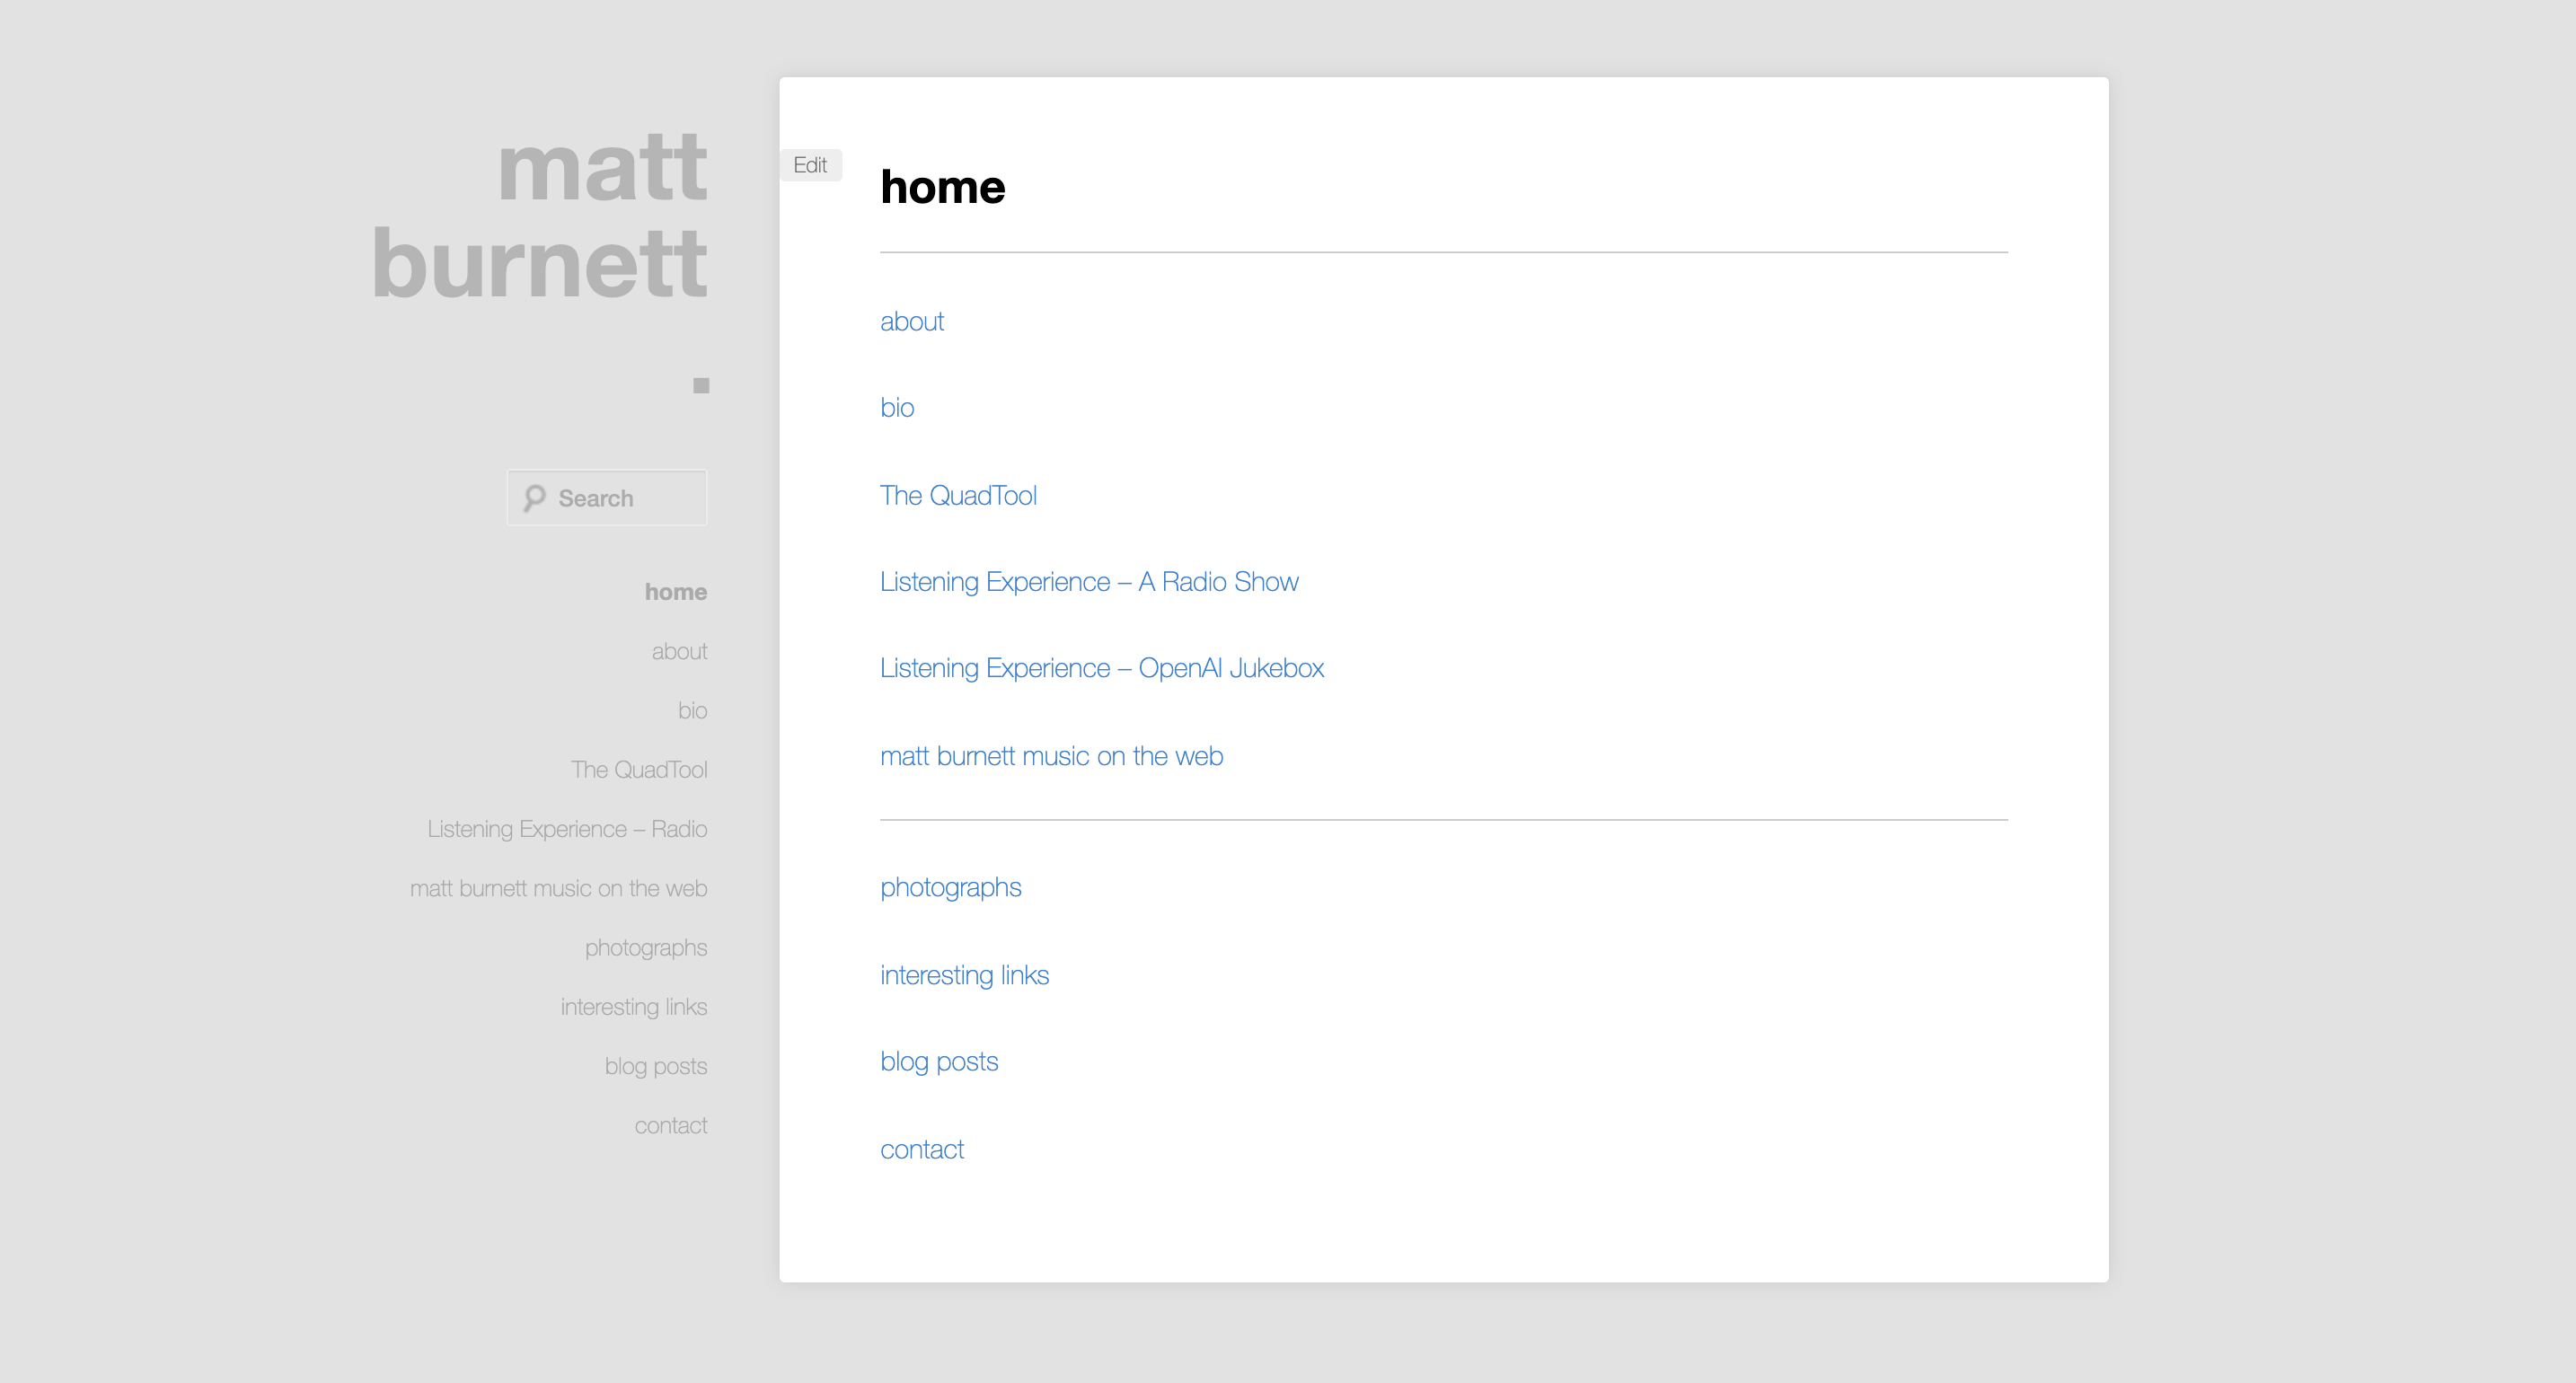 matt
burnett
.
Search
home
about
bio
The QuadTool
Listening Experience – Radio
matt burnett music on the web
photographs
interesting links
blog posts
contact
Edit
home
about
bio
The QuadTool
Listening Experience – A Radio Show
Listening Experience – OpenAI Jukebox
matt burnett music on the web
photographs
interesting links
blog posts
contact